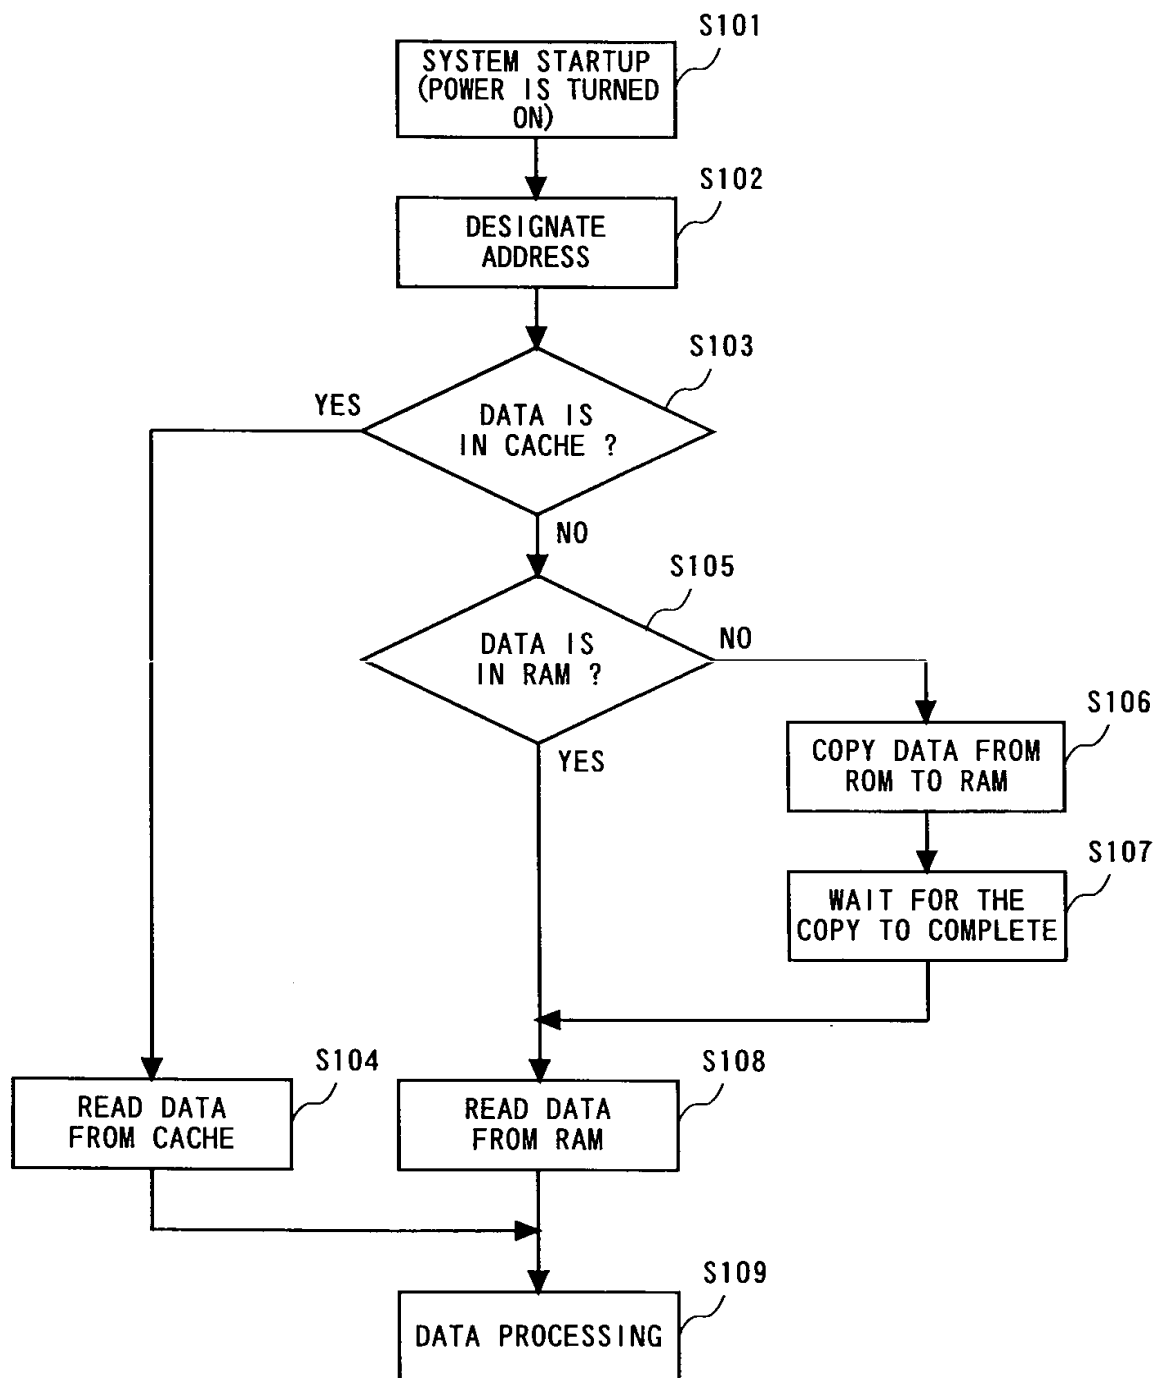 S101
SYSTEM STARTUP
(POWER IS TURNED
ON)
S102
DESIGNATE
ADDRESS
S103
YES
DATA IS
IN CACHE ?
NO
S105
DATA IS
IN RAM ?
NO
YES
S106
COPY DATA FROM
ROM TO RAM
S107
WAIT FOR THE
COPY TO COMPLETE
S104
READ DATA
FROM CACHE
S108
READ DATA
FROM RAM
S109
DATA PROCESSING